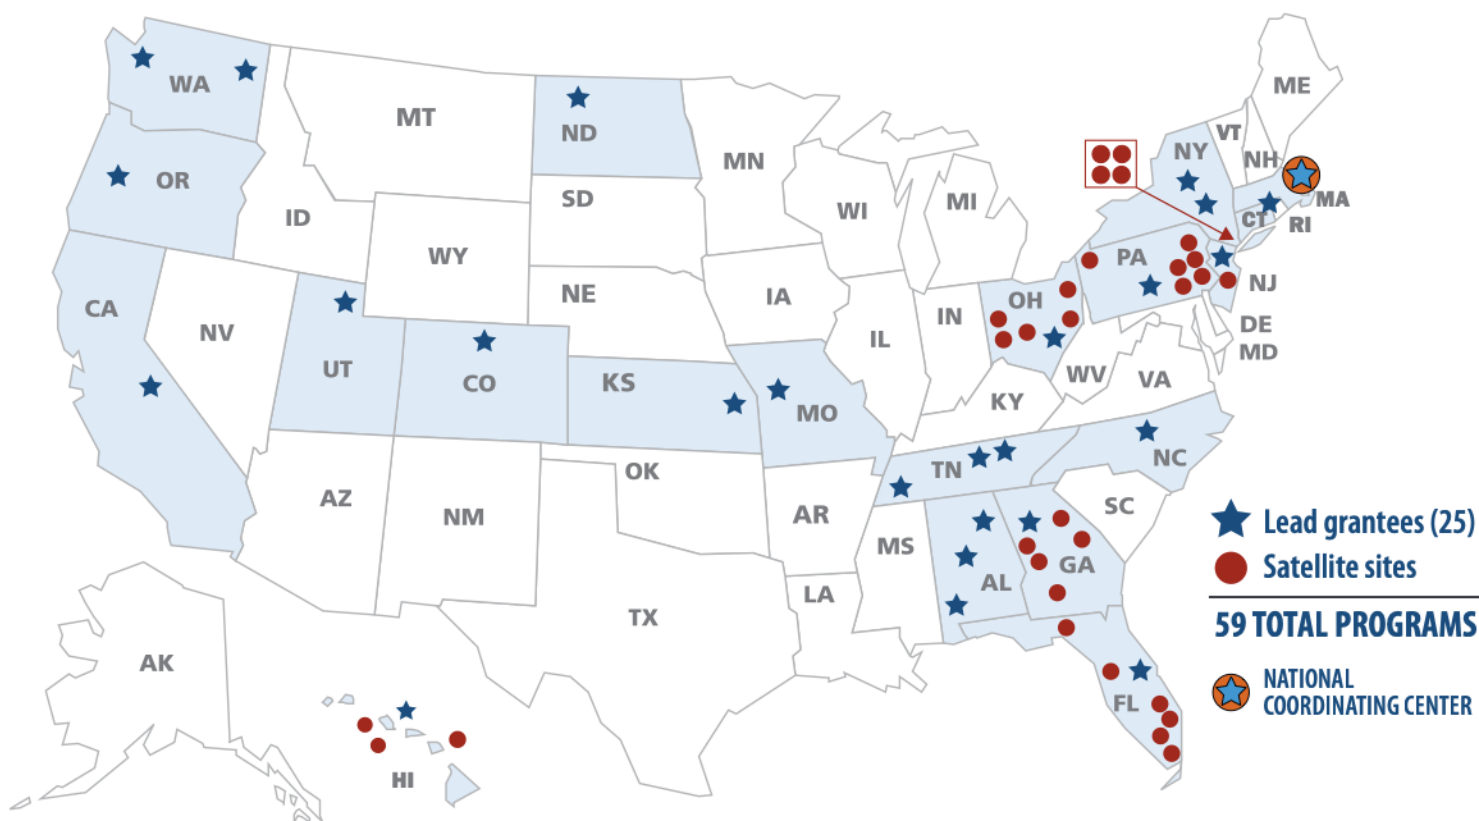 ME
WA
MT
ND
VT
NY
NH
MN
OR
SD
MI
MA
WI
CT
RI
ID
WY
PA
NJ
NE
IA
OH
CA
IN
DE
NV
IL
MD
UT
CO
KS
WV
VA
MO
KY
NC
TN
OK
AZ
AR
SC
NM
MS
GA
AL
LA
TX
AK
FL
HI
Lead grantees (25)
Satellite sites
59 TOTAL PROGRAMS
NATIONAL
COORDINATING CENTER